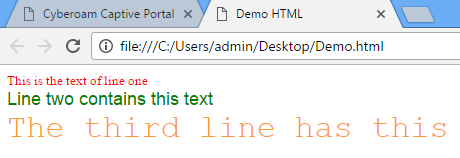 Cyberoam Captive Portal
Demo HTML
file:///C:/Users/admin/Desktop/Demo.html
This is the text of line one
Line two contains this text
The third line has this